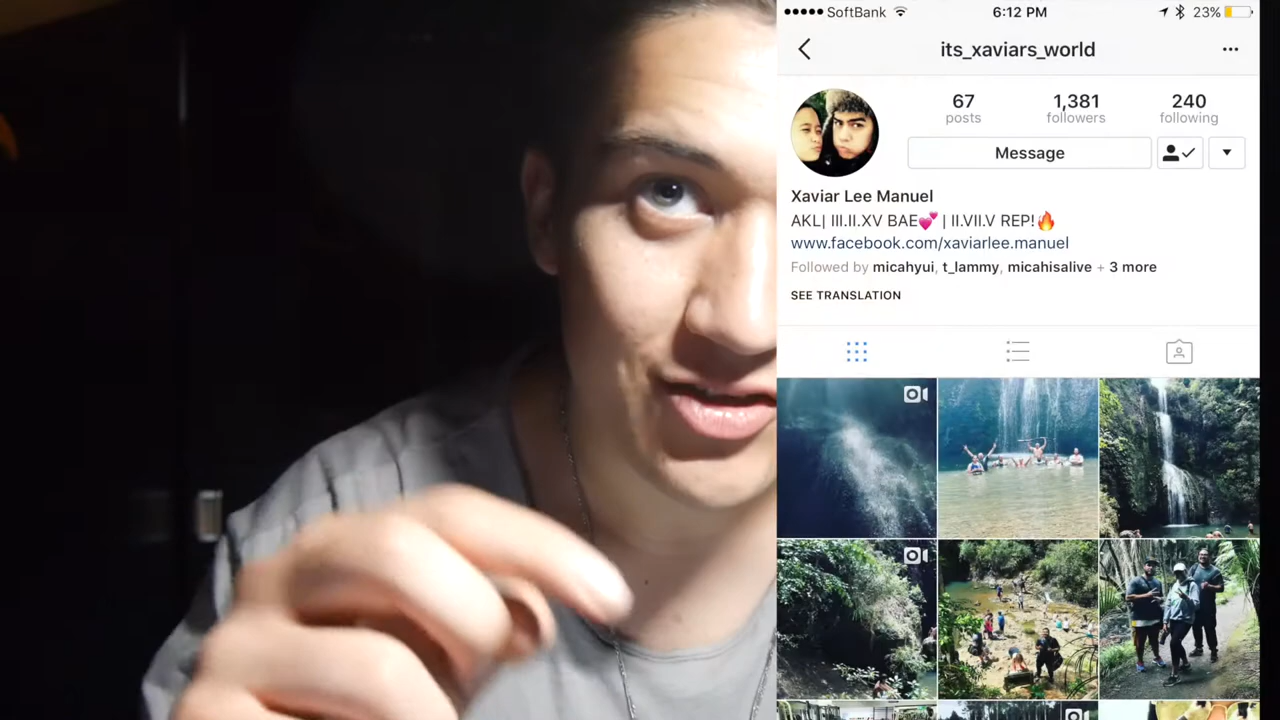 SoftBank 6:12 PM 23%
its_xaviars_world
67 1,381 240
posts followers following
Message
Xaviar Lee Manuel
AKL| III.II.XV BAE💕 | II.VII.V REP!🔥
www.facebook.com/xaviarlee.manuel
Followed by micahyui, t_lammy, micahisalive + 3 more
SEE TRANSLATION